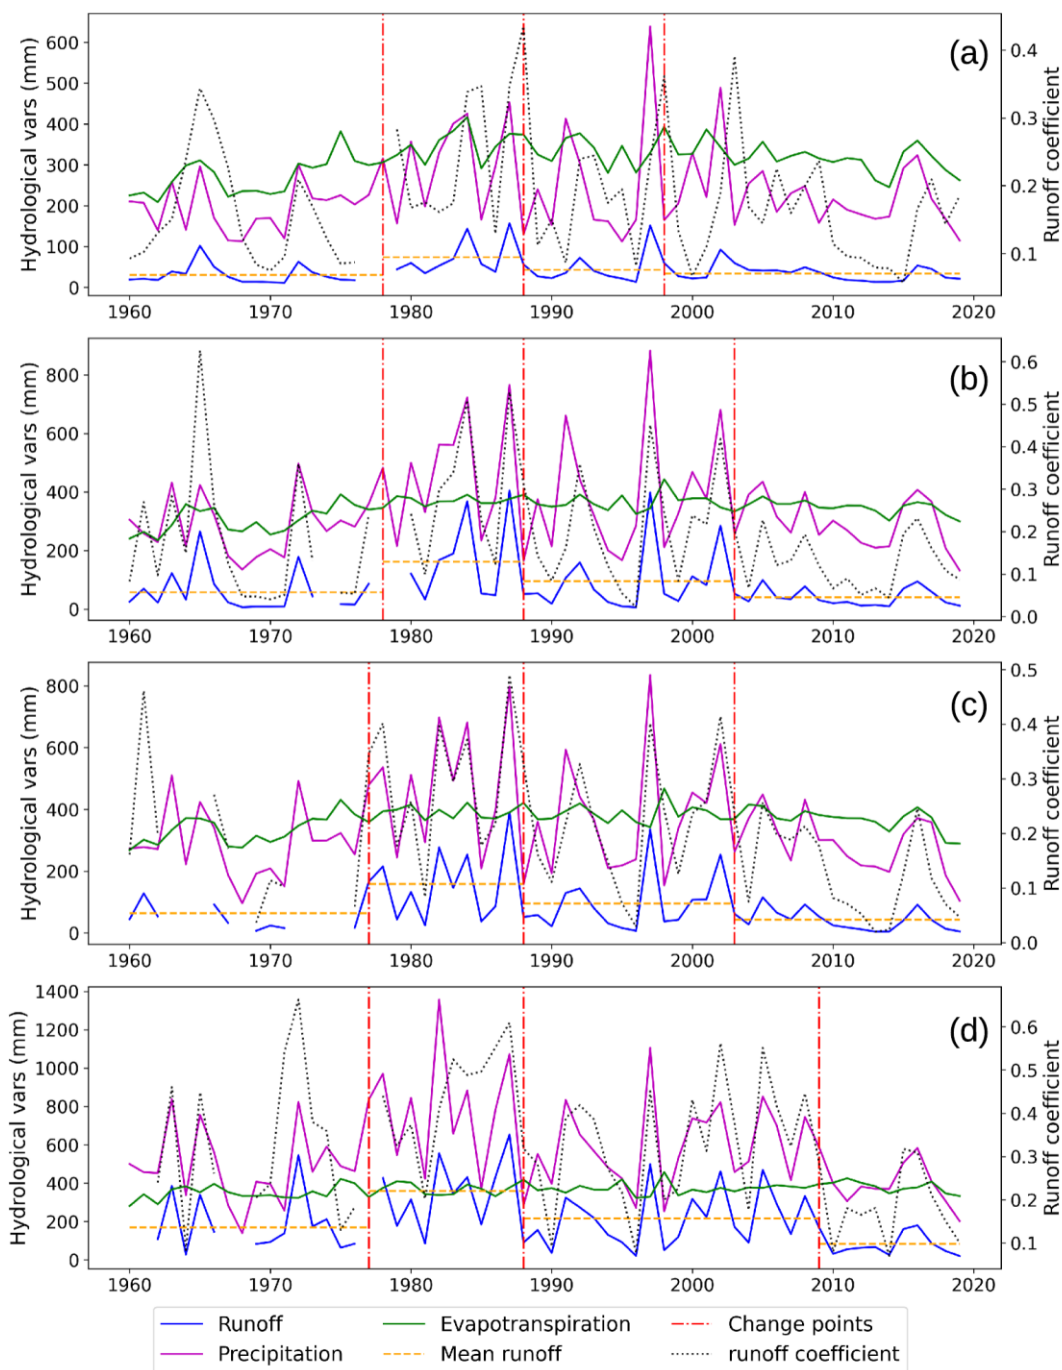 (a)
Hydrological vars (mm)
Runoff coefficient
600
500
400
300
200
100
0
0.4
0.3
0.2
0.1
1960 1970 1980 1990 2000 2010 2020
(b)
Hydrological vars (mm)
Runoff coefficient
800
600
400
200
0
0.6
0.5
0.4
0.3
0.2
0.1
0.0
1960 1970 1980 1990 2000 2010 2020
(c)
Hydrological vars (mm)
Runoff coefficient
800
600
400
200
0
0.5
0.4
0.3
0.2
0.1
0.0
1960 1970 1980 1990 2000 2010 2020
(d)
Hydrological vars (mm)
Runoff coefficient
1400
1200
1000
800
600
400
200
0
0.6
0.5
0.4
0.3
0.2
0.1
1960 1970 1980 1990 2000 2010 2020
Runoff Evapotranspiration Change points
Precipitation Mean runoff runoff coefficient